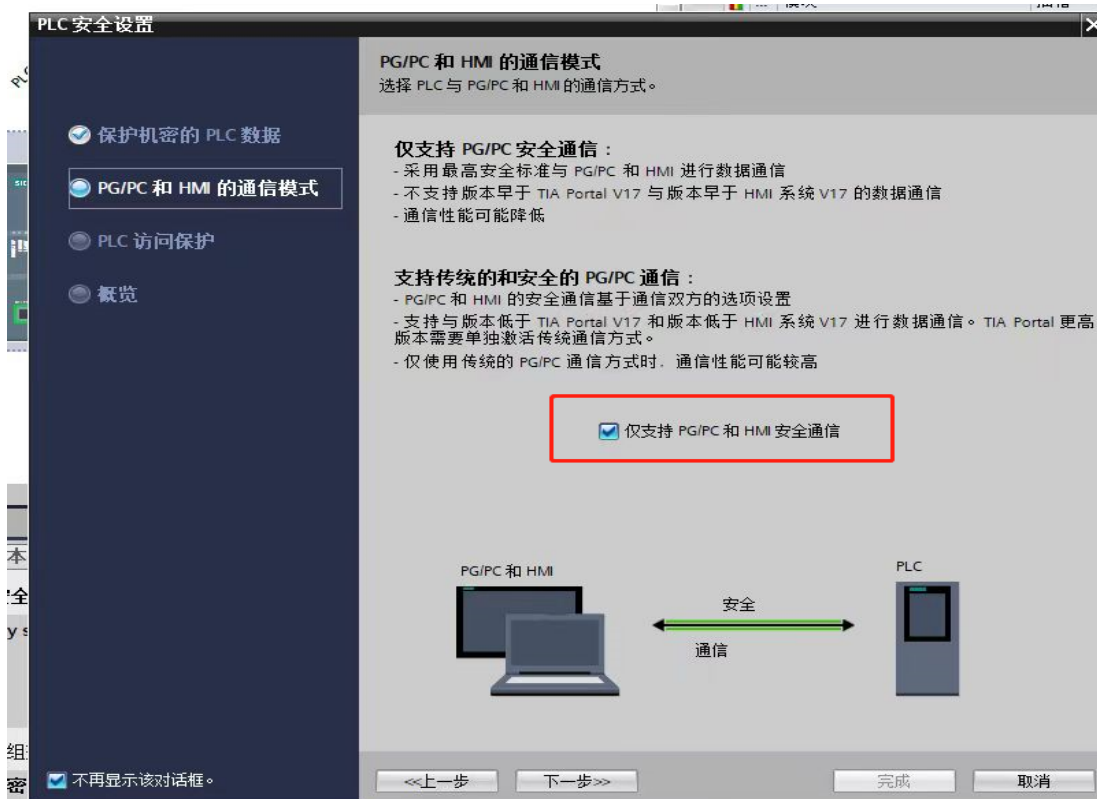 PLC 安全设置
保护机密的 PLC 数据
PG/PC 和 HMI 的通信模式
PLC 访问保护
概览
PG/PC 和 HMI 的通信模式
选择 PLC 与 PG/PC 和 HMI 的通信方式。
仅支持 PG/PC 安全通信：
- 采用最高安全标准与 PG/PC 和 HMI 进行数据通信
- 不支持版本早于 TIA Portal V17 与版本早于 HMI 系统 V17 的数据通信
- 通信性能可能降低
支持传统的和安全的 PG/PC 通信：
- PG/PC 和 HMI 的安全通信基于通信双方的选项设置
- 支持与版本低于 TIA Portal V17 和版本低于 HMI 系统 V17 进行数据通信。TIA Portal 更高
版本需要单独激活传统通信方式。
- 仅使用传统的 PG/PC 通信方式时，通信性能可能较高
仅支持 PG/PC 和 HMI 安全通信
PG/PC 和 HMI
PLC
安全
通信
不再显示该对话框。
<<上一步
下一步>>
完成
取消